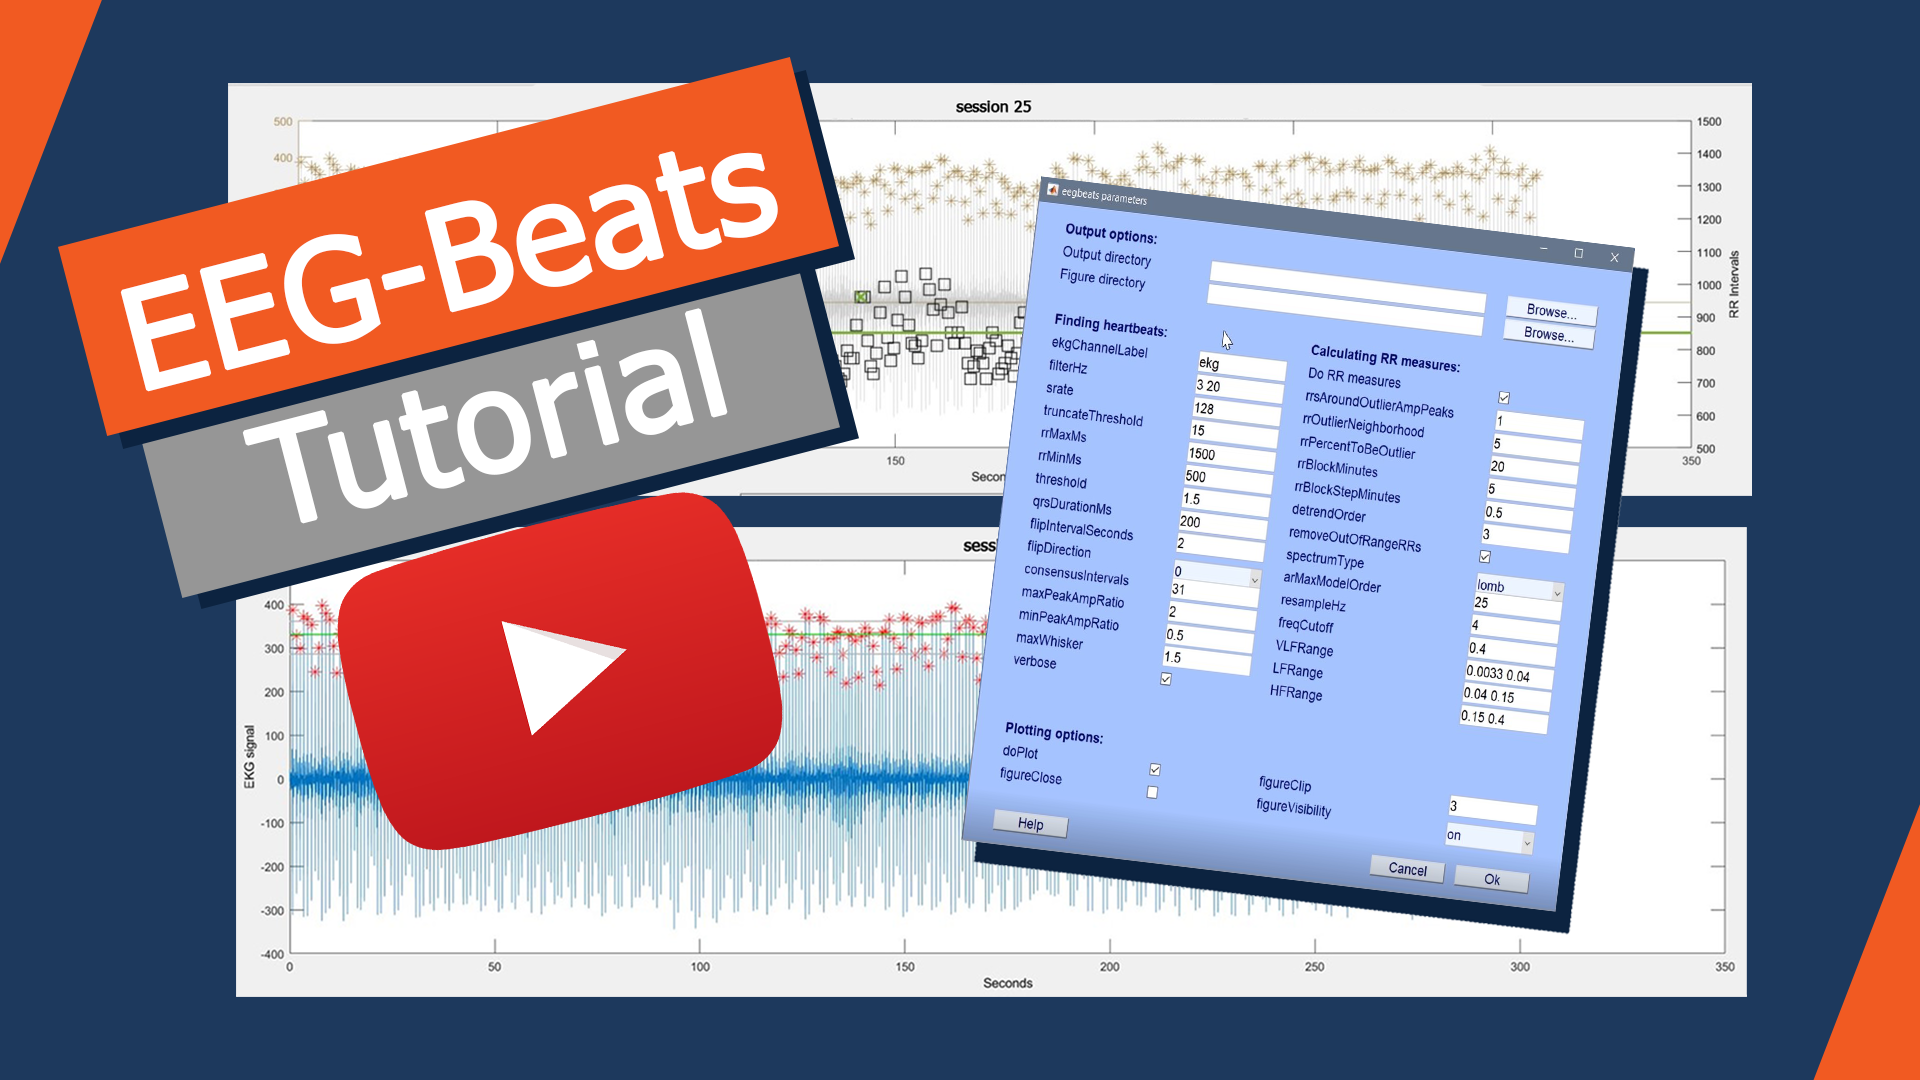 EEG-Beats
Tutorial
session 25
500
400
1500
1400
1300
1200
1100
1000
900
800
700
600
500
RR Intervals
150
350
Secon
eegbeats parameters
Output options:
Output directory
Browse...
Figure directory
Browse...
Finding heartbeats:
ekgChannelLabel
ekg
filterHz
3 20
srate
128
truncateThreshold
15
rrMaxMs
1500
rrMinMs
500
threshold
1.5
qrsDurationMs
200
flipIntervalSeconds
2
flipDirection
0
consensusIntervals
31
maxPeakAmpRatio
2
minPeakAmpRatio
0.5
maxWhisker
1.5
verbose
Calculating RR measures:
Do RR measures
rrsAroundOutlierAmpPeaks
1
rrOutlierNeighborhood
5
rrPercentToBeOutlier
20
rrBlockMinutes
5
rrBlockStepMinutes
0.5
detrendOrder
3
removeOutOfRangeRRs
spectrumType
lomb
arMaxModelOrder
25
resampleHz
4
freqCutoff
0.4
VLFRange
0.0033 0.04
LFRange
0.04 0.15
HFRange
0.15 0.4
Plotting options:
doPlot
figureClose
figureClip
3
figureVisibility
on
Help
Cancel
Ok
sess
400
300
200
100
0
-100
-200
-300
-400
EKG signal
0
50
100
150
200
250
300
350
Seconds